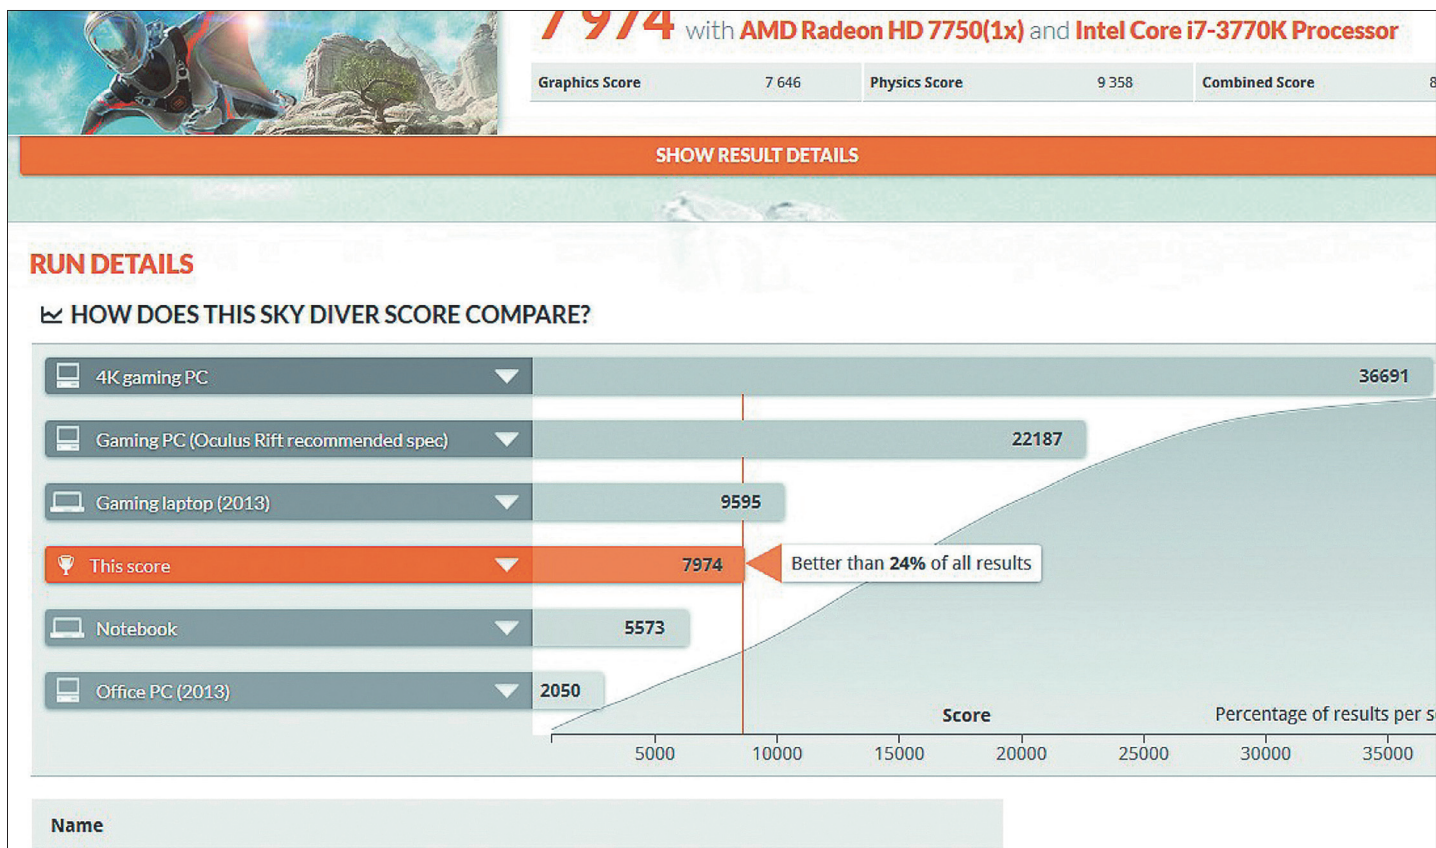 7 974 with AMD Radeon HD 7750(1x) and Intel Core i7-3770K Processor
Graphics Score 7 646 Physics Score 9 358 Combined Score 8
SHOW RESULT DETAILS
RUN DETAILS
HOW DOES THIS SKY DIVER SCORE COMPARE?
4K gaming PC 36691
Gaming PC (Oculus Rift recommended spec) 22187
Gaming laptop (2013) 9595
This score 7974 Better than 24% of all results
Notebook 5573
Office PC (2013) 2050
Score Percentage of results per s
5000 10000 15000 20000 25000 30000 35000
Name